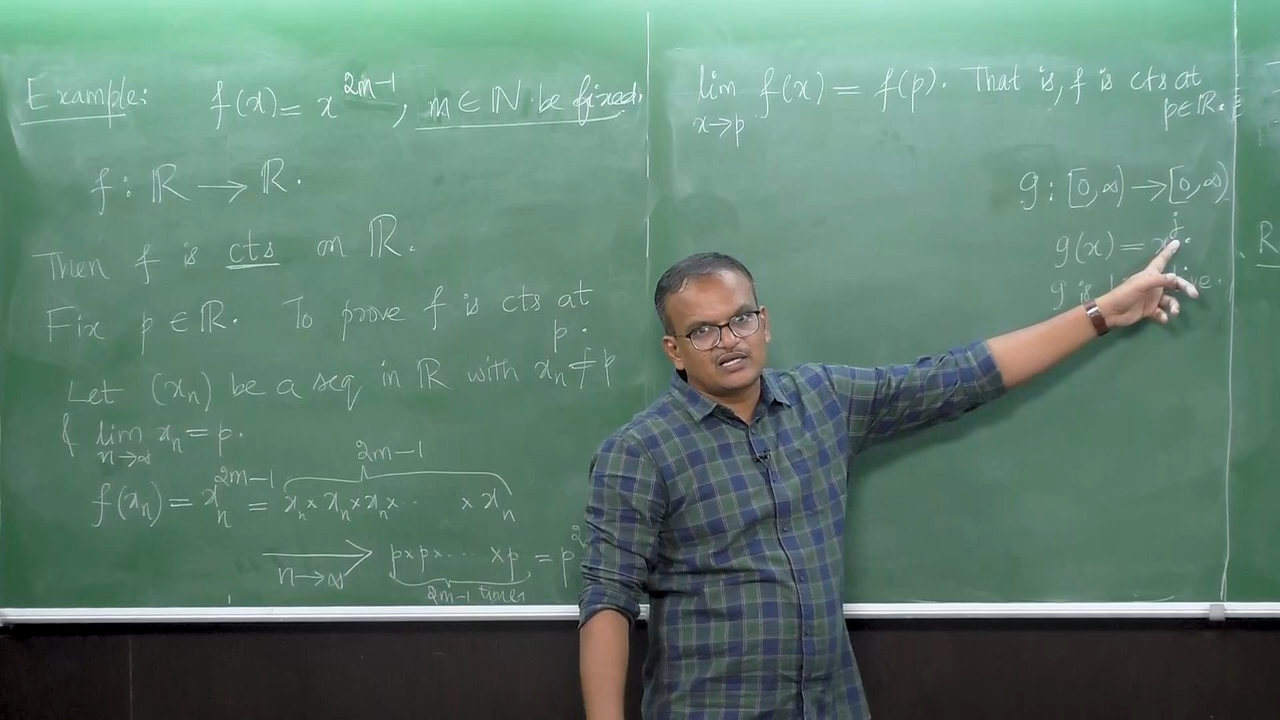 Example: f(x) = x^{2m-1}, m ∈ ℕ be fixed.
f : ℝ → ℝ.
Then f is cts on ℝ.
Fix p ∈ ℝ. To prove f is cts at
p.
Let (x_n) be a seq in ℝ with x_n ≠ p
& lim_{n→∞} x_n = p.
2m-1
f(x_n) = x_n^{2m-1} = x_n × x_n × x_n × ... × x_n
n→∞ p×p× ... ×p = p^2
2m-1 times
lim_{x→p} f(x) = f(p). That is, f is cts at
p∈ℝ.
g : [0,∞) → [0,∞)
g(x) = x^j.
g is
R